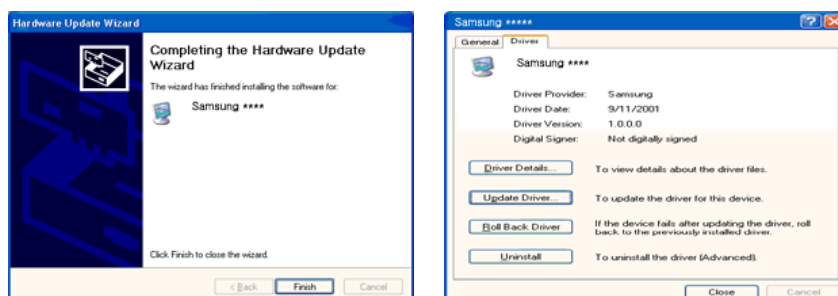 Hardware Update Wizard
Completing the Hardware Update
Wizard
The wizard has finished installing the software for:
Samsung ****
Click Finish to close the wizard.
< Back
Finish
Cancel
Samsung *****
General
Driver
Samsung ****
Driver Provider: Samsung
Driver Date: 9/11/2001
Driver Version: 1.0.0.0
Digital Signer: Not digitally signed
Driver Details... To view details about the driver files.
Update Driver... To update the driver for this device.
Roll Back Driver If the device fails after updating the driver, roll
back to the previously installed driver.
Uninstall To uninstall the driver (Advanced).
Close
Cancel